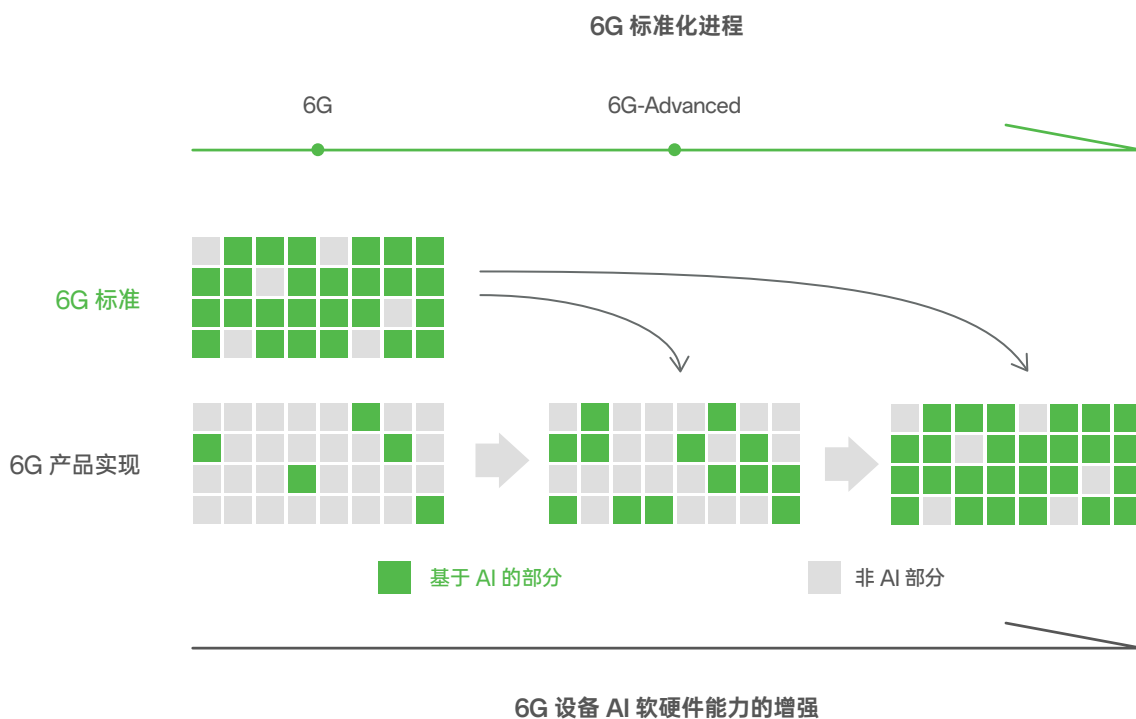 6G 标准化进程
6G
6G-Advanced
6G 标准
6G 产品实现
基于 AI 的部分
非 AI 部分
6G 设备 AI 软硬件能力的增强